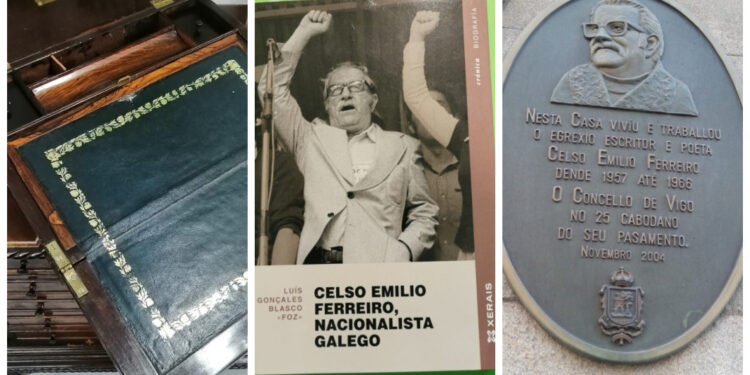 crónica BIOGRAFÍA
LUÍS
GONÇALES
BLASCO
«FOZ»
CELSO EMILIO
FERREIRO,
NACIONALISTA
GALEGO
XERAIS
NESTA CASA VIVIU E TRABALLOU
O EGREXIO ESCRITOR E POETA
CELSO EMILIO FERREIRO
DENDE 1957 ATÉ 1966
O CONCELLO DE VIGO
NO 25 CABODANO
DO SEU PASAMENTO.
NOVEMBRO 2004